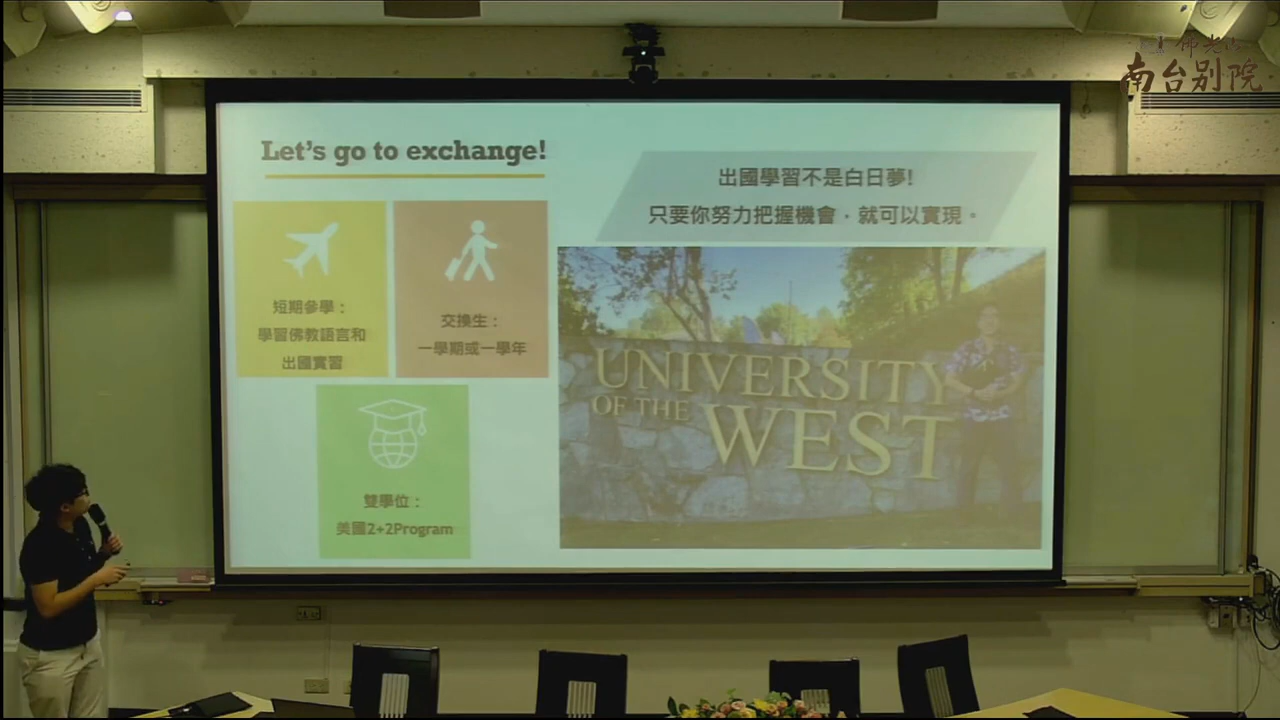 佛光山
南台别院
Let's go to exchange!
出國學習不是白日夢!
只要你努力把握機會，就可以實現。
短期參學：
學習佛教語言和
出國實習
交換生：
一學期或一學年
雙學位：
美國2+2Program
UNIVERSITY
OF THE WEST